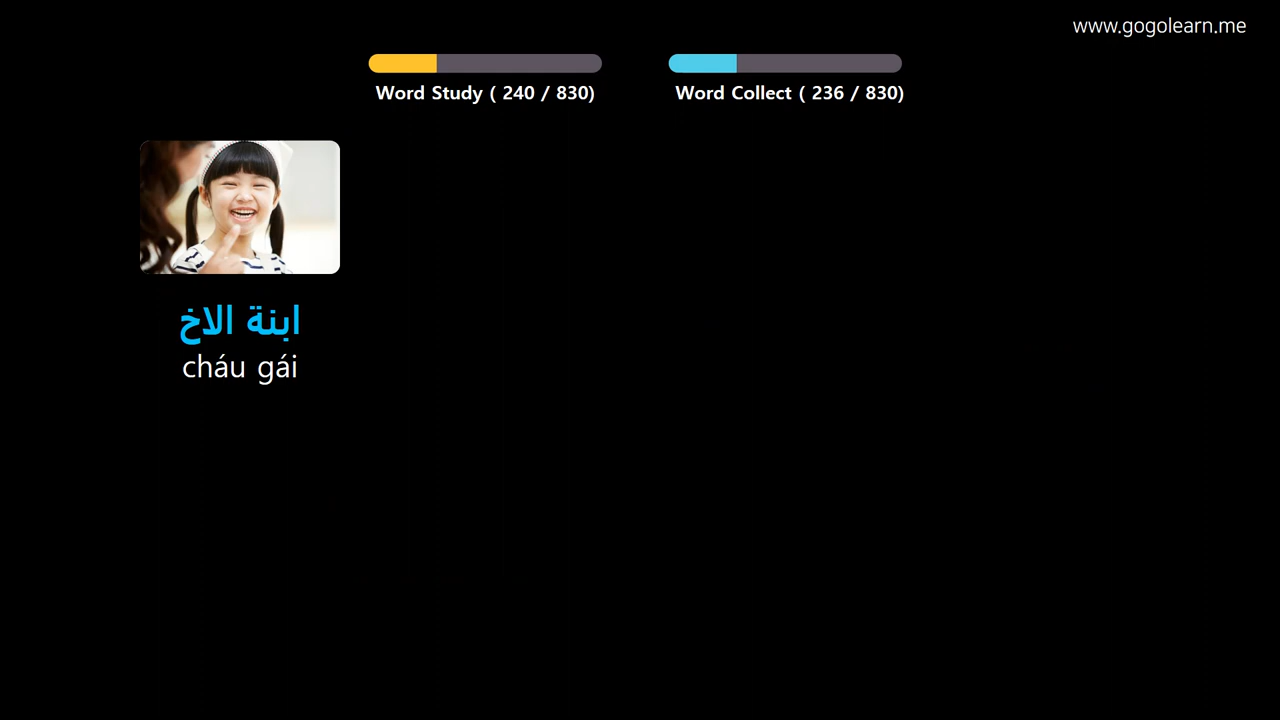 www.gogolearn.me
Word Study ( 240 / 830)
Word Collect ( 236 / 830)
ابنة الاخ
cháu gái